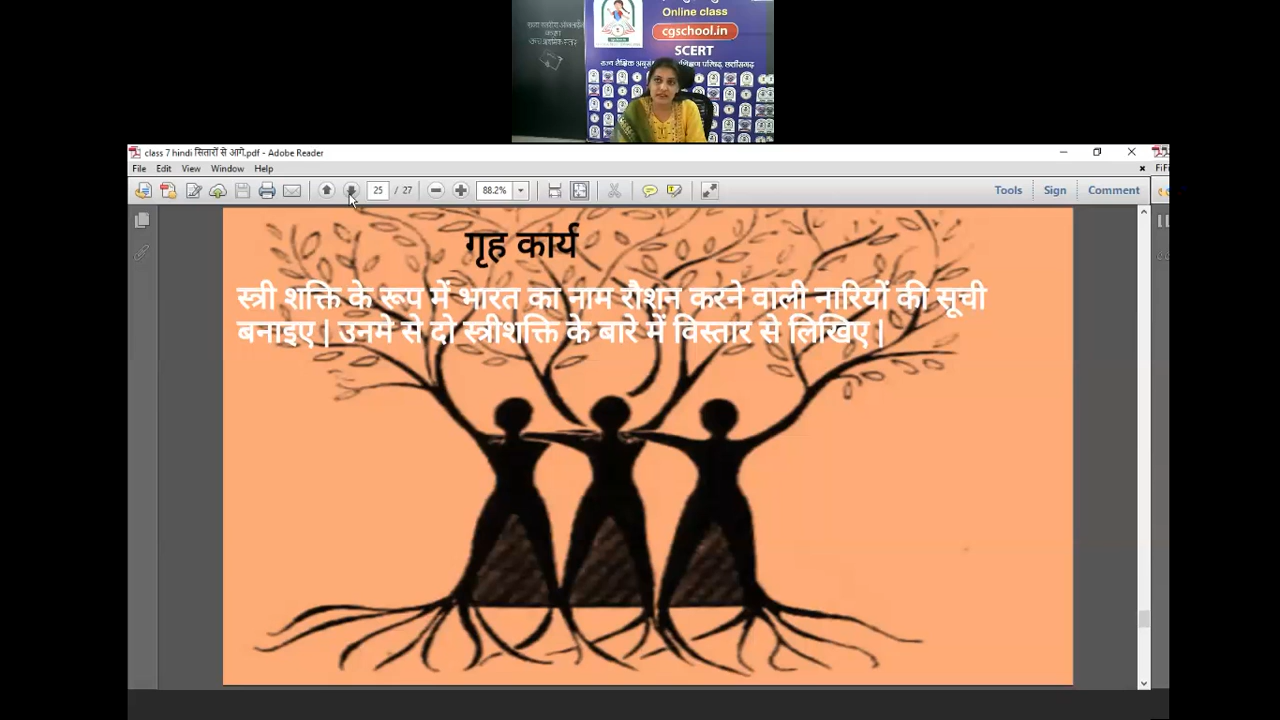 Online class
cgschool.in
SCERT
class 7 hindi सितारों से आगे.pdf - Adobe Reader
File Edit View Window Help
25 / 27 88.2% Tools Sign Comment
गृह कार्य
स्त्री शक्ति के रूप में भारत का नाम रौशन करने वाली नारियों की सूची
बनाइए | उनमे से दो स्त्रीशक्ति के बारे में विस्तार से लिखिए |